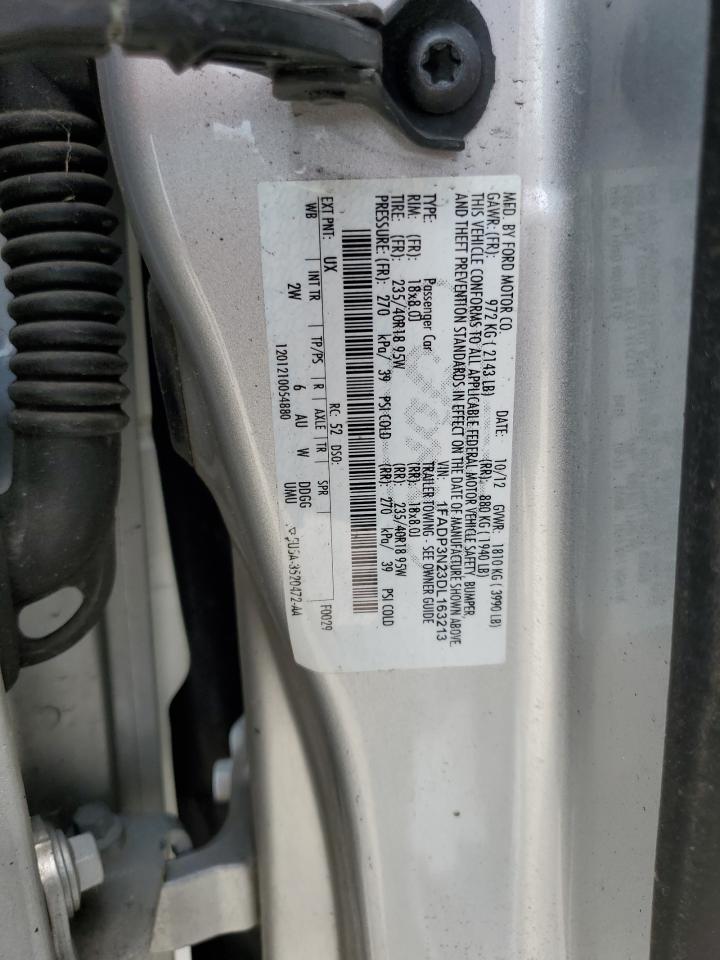 MFD. BY FORD MOTOR CO. DATE: 10/12 GVWR: 1810 KG ( 3990 LB)
GAWR: (FR): 972 KG ( 2143 LB) (RR): 880 KG ( 1940 LB)
THIS VEHICLE CONFORMS TO ALL APPLICABLE FEDERAL MOTOR VEHICLE SAFETY, BUMPER,
AND THEFT PREVENTION STANDARDS IN EFFECT ON THE DATE OF MANUFACTURE SHOWN ABOVE.
VIN: 1FADP3N23DL163213
TYPE: Passenger Car TRAILER TOWING - SEE OWNER GUIDE
RIM: (FR): 18x8.0J (RR): 18x8.0J
TIRE: (FR): 235/40R18 95W (RR): 235/40R18 95W
PRESSURE: (FR): 270 kPa/ 39 PSI COLD (RR): 270 kPa/ 39 PSI COLD
RC: 52 DSO: F0029
EXT PNT: UX
WB INT TR TP/PS R AXLE TR SPR
2W 6 AU W DDGG
1201210054880 UMU
5U5A-3520472-AA